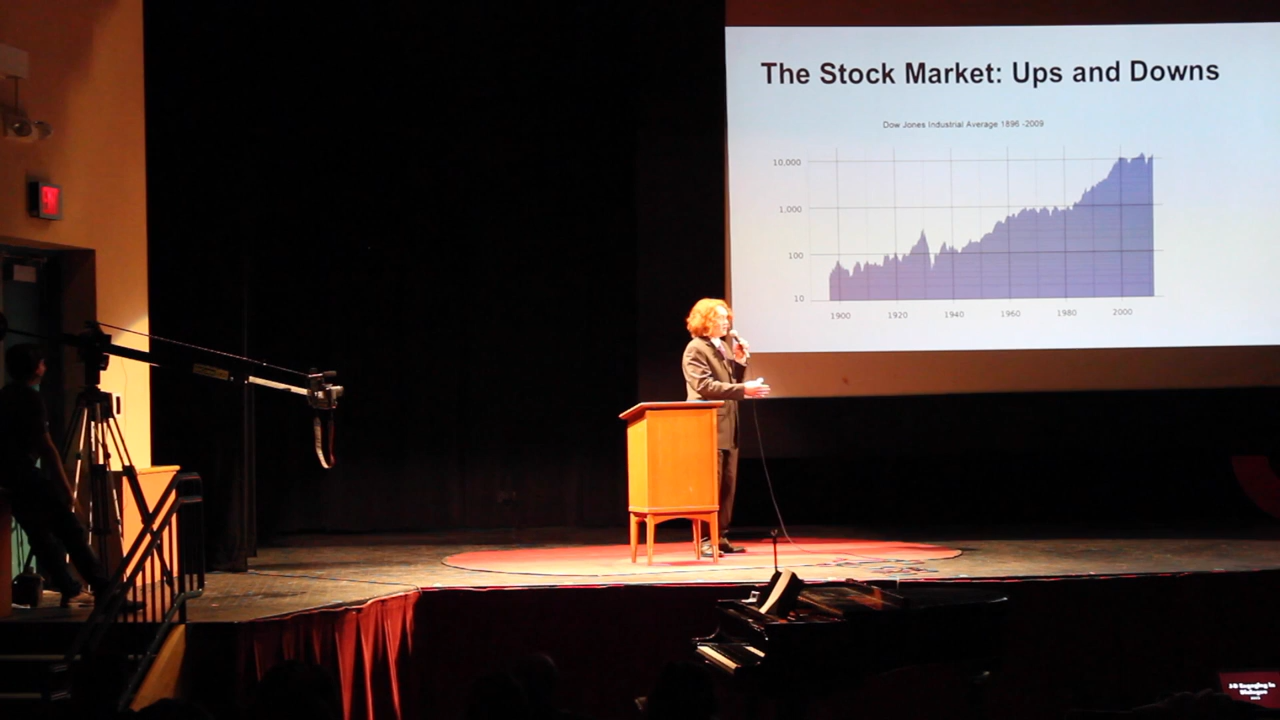 The Stock Market: Ups and Downs
Dow Jones Industrial Average 1896 -2009
10,000
1,000
100
10
1900 1920 1940 1960 1980 2000